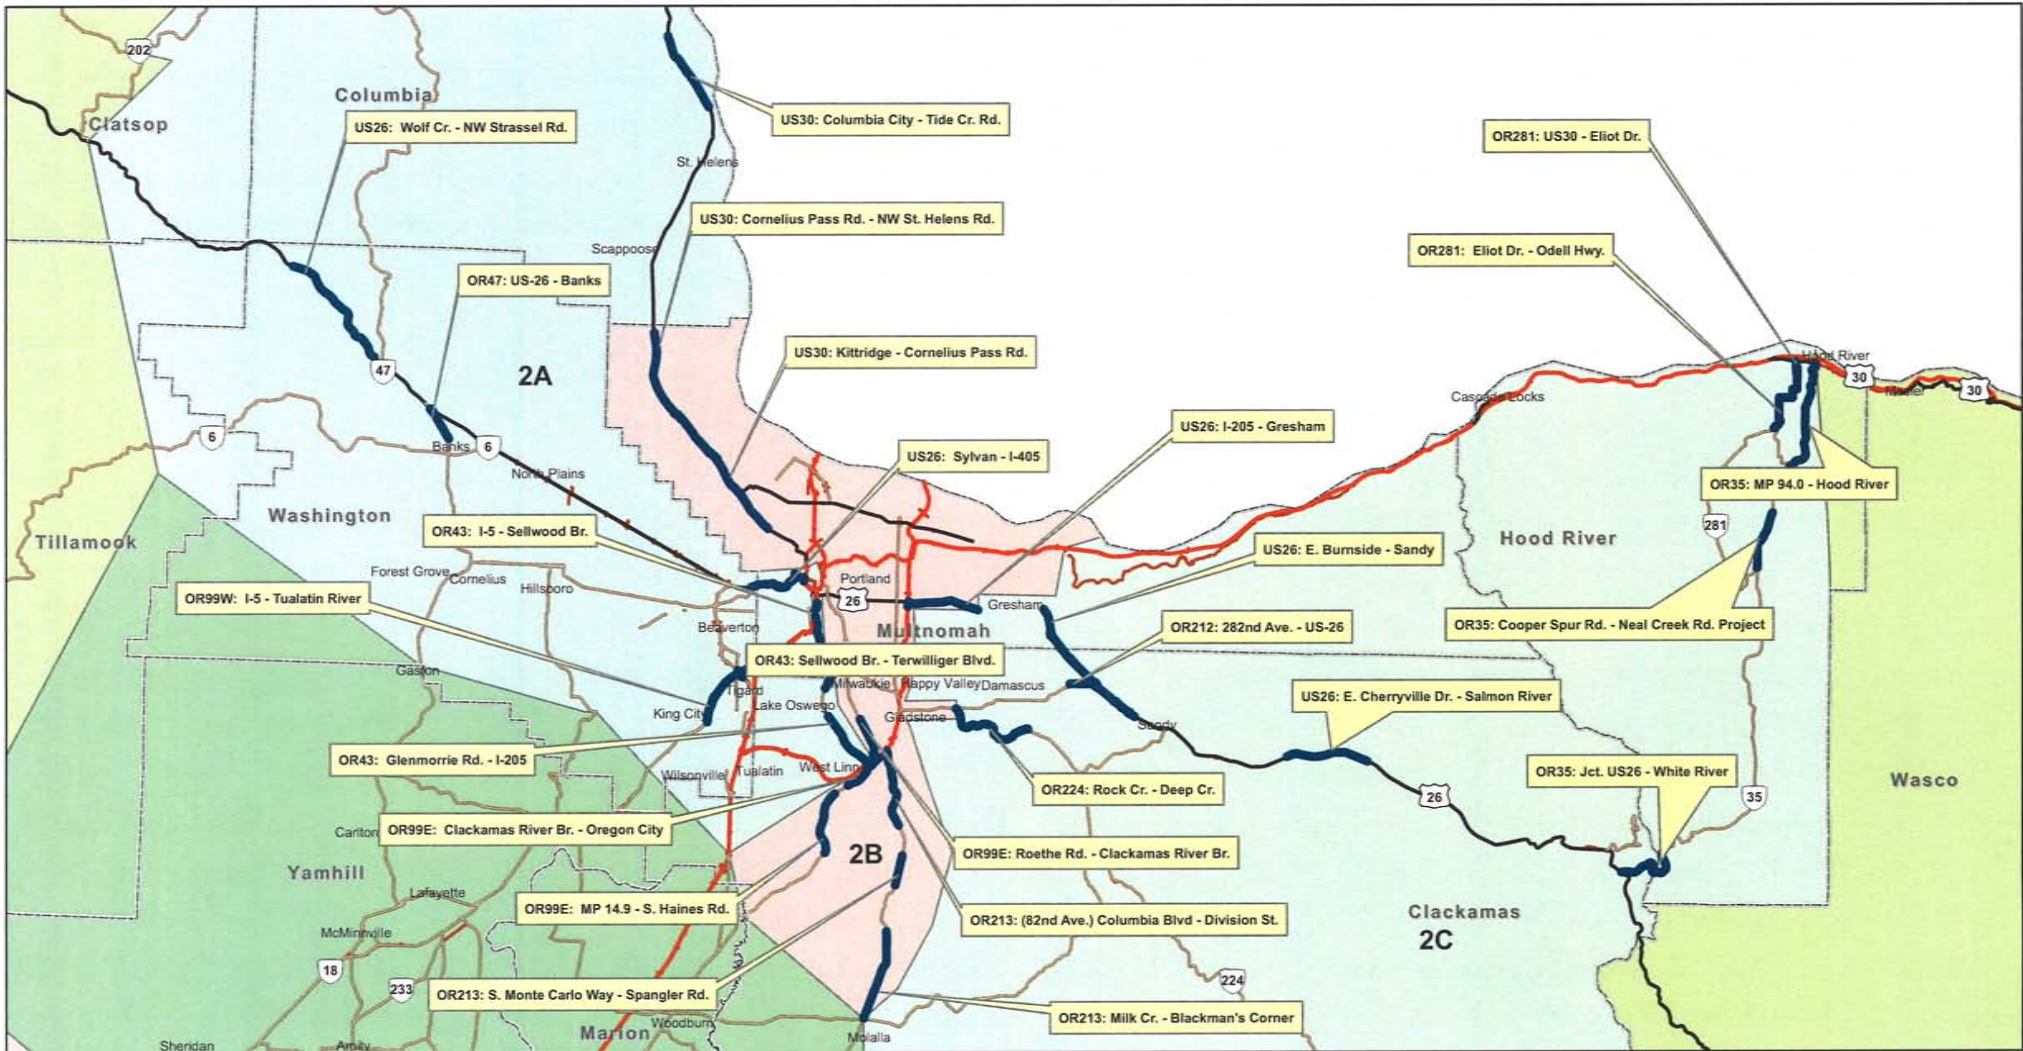 202
Columbia
Clatsop
US26: Wolf Cr. - NW Strassel Rd.
US30: Columbia City - Tide Cr. Rd.
OR281: US30 - Eliot Dr.
St. Helens
US30: Cornelius Pass Rd. - NW St. Helens Rd.
Scappoose
OR281: Eliot Dr. - Odell Hwy.
OR47: US-26 - Banks
US30: Kittridge - Cornelius Pass Rd.
Hood River
47
2A
30
30
Mosier
Cascade Locks
6
Banks
6
US26: I-205 - Gresham
US26: Sylvan - I-405
North Plains
OR35: MP 94.0 - Hood River
Washington
OR43: I-5 - Sellwood Br.
281
Hood River
Tillamook
US26: E. Burnside - Sandy
Forest Grove
Cornelius
Hillsboro
Portland
OR99W: I-5 - Tualatin River
26
Gresham
Beaverton
Multnomah
OR212: 282nd Ave. - US-26
OR35: Cooper Spur Rd. - Neal Creek Rd. Project
OR43: Sellwood Br. - Terwilliger Blvd.
Gaston
Tigard
Milwaukie
Happy Valley
Damascus
US26: E. Cherryville Dr. - Salmon River
King City
Lake Oswego
Gladstone
Sandy
OR43: Glenmorrie Rd. - I-205
Wilsonville
Tualatin
West Linn
OR35: Jct. US26 - White River
Wasco
OR224: Rock Cr. - Deep Cr.
26
35
Carlton
OR99E: Clackamas River Br. - Oregon City
2B
OR99E: Roethe Rd. - Clackamas River Br.
Yamhill
Lafayette
OR99E: MP 14.9 - S. Haines Rd.
OR213: (82nd Ave.) Columbia Blvd - Division St.
Clackamas
2C
McMinnville
18
233
OR213: S. Monte Carlo Way - Spangler Rd.
224
OR213: Milk Cr. - Blackman's Corner
Marion
Woodburn
Molalla
Sheridan
Amity